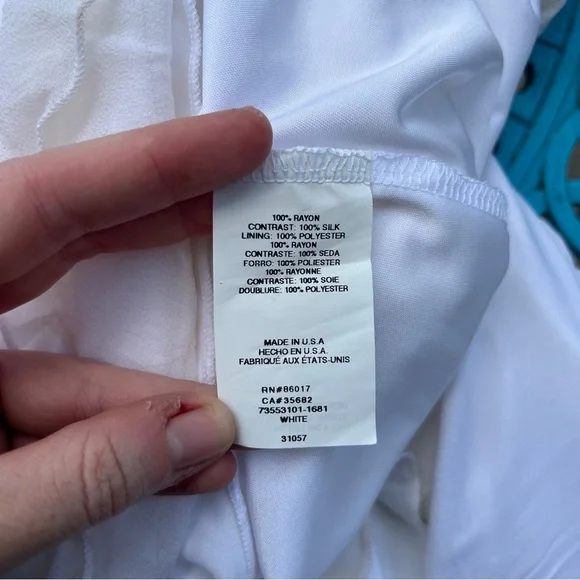 100% RAYON
CONTRAST: 100% SILK
LINING: 100% POLYESTER
100% RAYON
CONTRASTE: 100% SEDA
FORRO: 100% POLIESTER
100% RAYONNE
CONTRASTE: 100% SOIE
DOUBLURE: 100% POLYESTER
MADE IN U.S.A
HECHO EN U.S.A.
FABRIQUÉ AUX ÉTATS-UNIS
RN#86017
CA#35682
73553101-1681
WHITE
31057